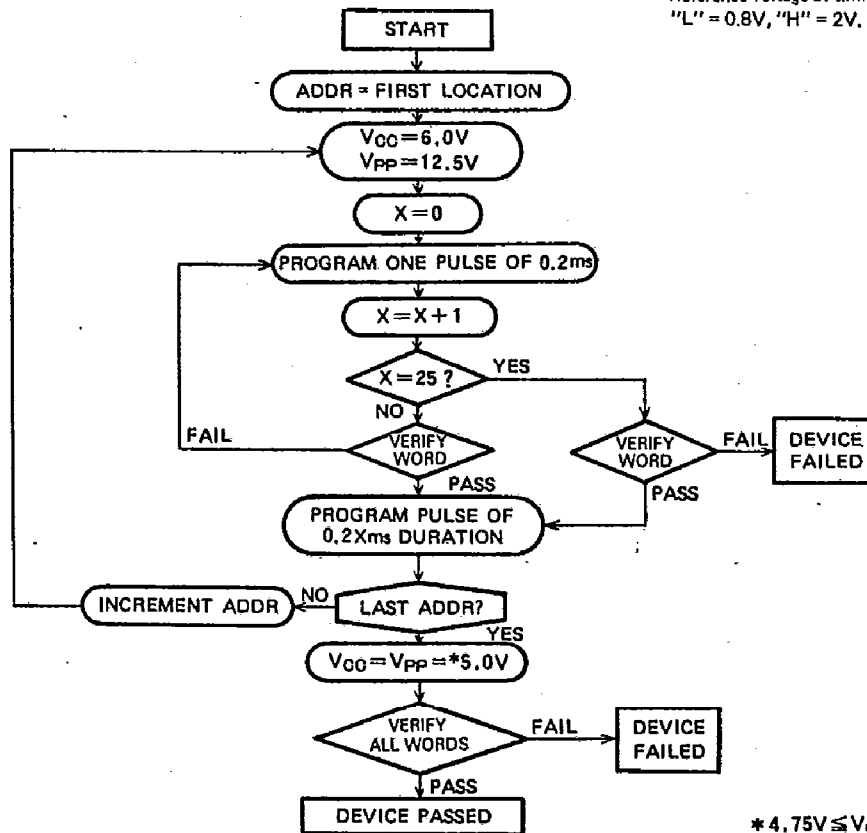 "L" = 0.8V, "H" = 2V.
START
ADDR = FIRST LOCATION
VCC=6.0V
VPP=12.5V
X=0
PROGRAM ONE PULSE OF 0.2ms
X=X+1
X=25?
YES
NO
FAIL
VERIFY
WORD
PASS
VERIFY
WORD
FAIL
PASS
DEVICE
FAILED
PROGRAM PULSE OF
0.2Xms DURATION
INCREMENT ADDR
NO
LAST ADDR?
YES
VCC=VPP=*5.0V
VERIFY
ALL WORDS
FAIL
DEVICE
FAILED
PASS
DEVICE PASSED
*4.75V≦